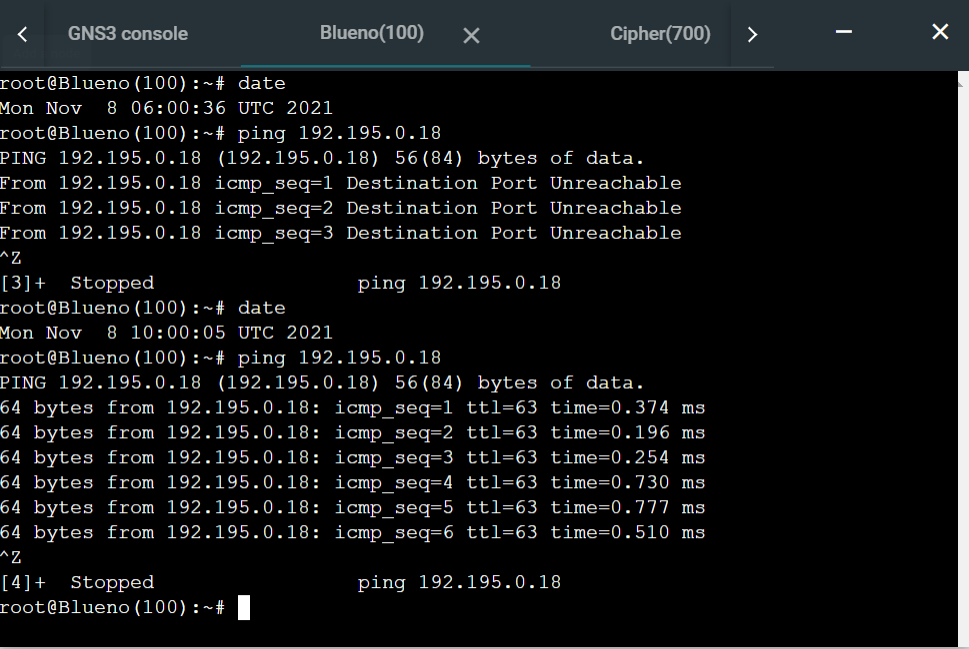 GNS3 console Blueno(100) Cipher(700)
root@Blueno(100):~# date
Mon Nov  8 06:00:36 UTC 2021
root@Blueno(100):~# ping 192.195.0.18
PING 192.195.0.18 (192.195.0.18) 56(84) bytes of data.
From 192.195.0.18 icmp_seq=1 Destination Port Unreachable
From 192.195.0.18 icmp_seq=2 Destination Port Unreachable
From 192.195.0.18 icmp_seq=3 Destination Port Unreachable
^Z
[3]+  Stopped                 ping 192.195.0.18
root@Blueno(100):~# date
Mon Nov  8 10:00:05 UTC 2021
root@Blueno(100):~# ping 192.195.0.18
PING 192.195.0.18 (192.195.0.18) 56(84) bytes of data.
64 bytes from 192.195.0.18: icmp_seq=1 ttl=63 time=0.374 ms
64 bytes from 192.195.0.18: icmp_seq=2 ttl=63 time=0.196 ms
64 bytes from 192.195.0.18: icmp_seq=3 ttl=63 time=0.254 ms
64 bytes from 192.195.0.18: icmp_seq=4 ttl=63 time=0.730 ms
64 bytes from 192.195.0.18: icmp_seq=5 ttl=63 time=0.777 ms
64 bytes from 192.195.0.18: icmp_seq=6 ttl=63 time=0.510 ms
^Z
[4]+  Stopped                 ping 192.195.0.18
root@Blueno(100):~#